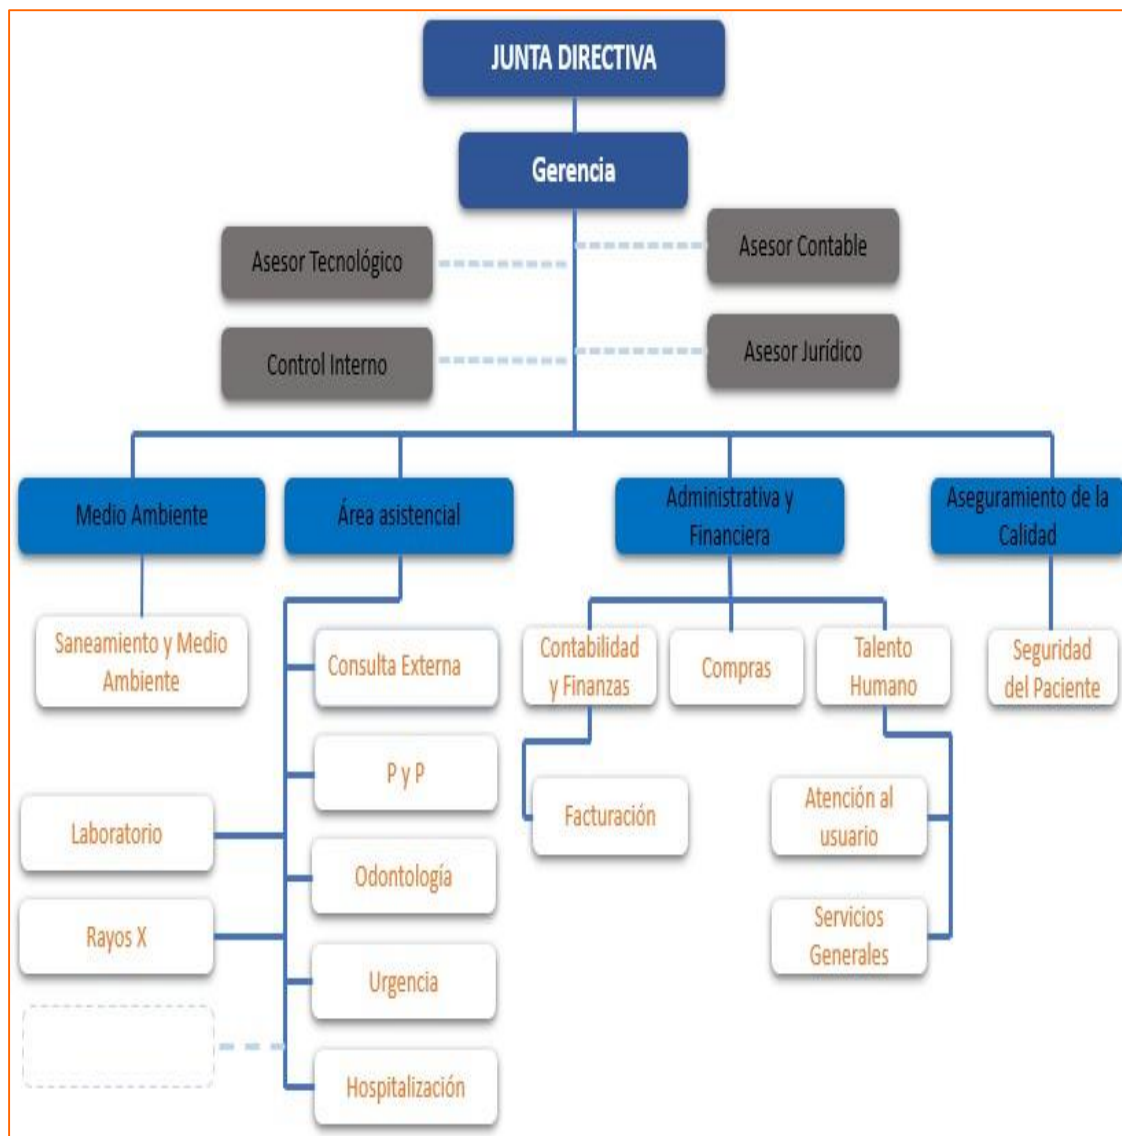 JUNTA DIRECTIVA
Gerencia
Asesor Tecnológico
Asesor Contable
Control Interno
Asesor Jurídico
Medio Ambiente
Área asistencial
Administrativa y
Financiera
Aseguramiento de la
Calidad
Saneamiento y Medio
Ambiente
Consulta Externa
Contabilidad
y Finanzas
Compras
Talento
Humano
Seguridad
del Paciente
P y P
Laboratorio
Facturación
Atención al
usuario
Odontología
Rayos X
Servicios
Generales
Urgencia
Hospitalización